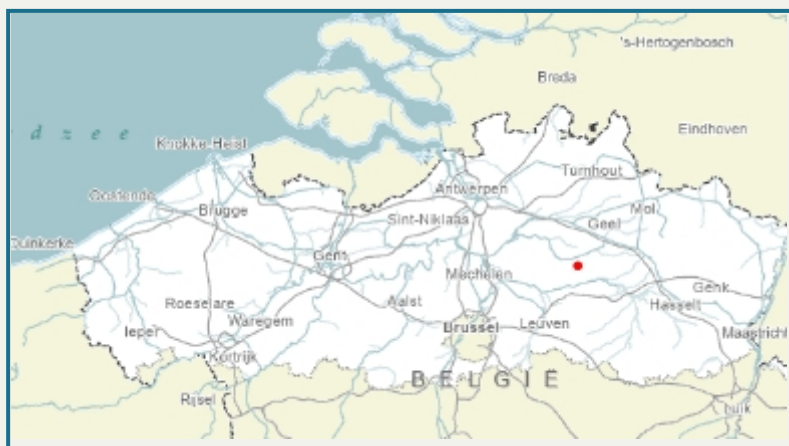 's-Hertogenbosch
Breda
Eindhoven
d z e e
Knokke-Heist
Turnhout
Antwerpen
Oostende
Mol
Brugge
Sint-Niklaas
Geel
Duinkerke
Gent
Mechelen
Genk
Roeselare
Aalst
Hasselt
Waregem
Brussel
Leuven
Ieper
Maastricht
Kortrijk
BELGIË
Rijsel
Luik